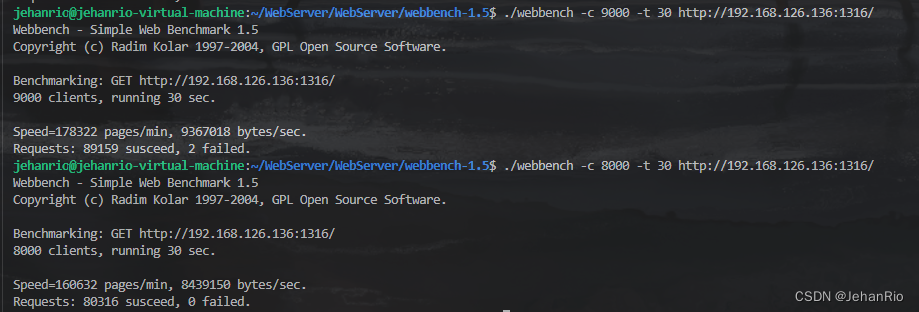 jehanrio@jehanrio-virtual-machine:~/WebServer/WebServer/webbench-1.5$ ./webbench -c 9000 -t 30 http://192.168.126.136:1316/
Webbench - Simple Web Benchmark 1.5
Copyright (c) Radim Kolar 1997-2004, GPL Open Source Software.
Benchmarking: GET http://192.168.126.136:1316/
9000 clients, running 30 sec.
Speed=178322 pages/min, 9367018 bytes/sec.
Requests: 89159 susceed, 2 failed.
jehanrio@jehanrio-virtual-machine:~/WebServer/WebServer/webbench-1.5$ ./webbench -c 8000 -t 30 http://192.168.126.136:1316/
Webbench - Simple Web Benchmark 1.5
Copyright (c) Radim Kolar 1997-2004, GPL Open Source Software.
Benchmarking: GET http://192.168.126.136:1316/
8000 clients, running 30 sec.
Speed=160632 pages/min, 8439150 bytes/sec.
Requests: 80316 susceed, 0 failed.
CSDN @JehanRio